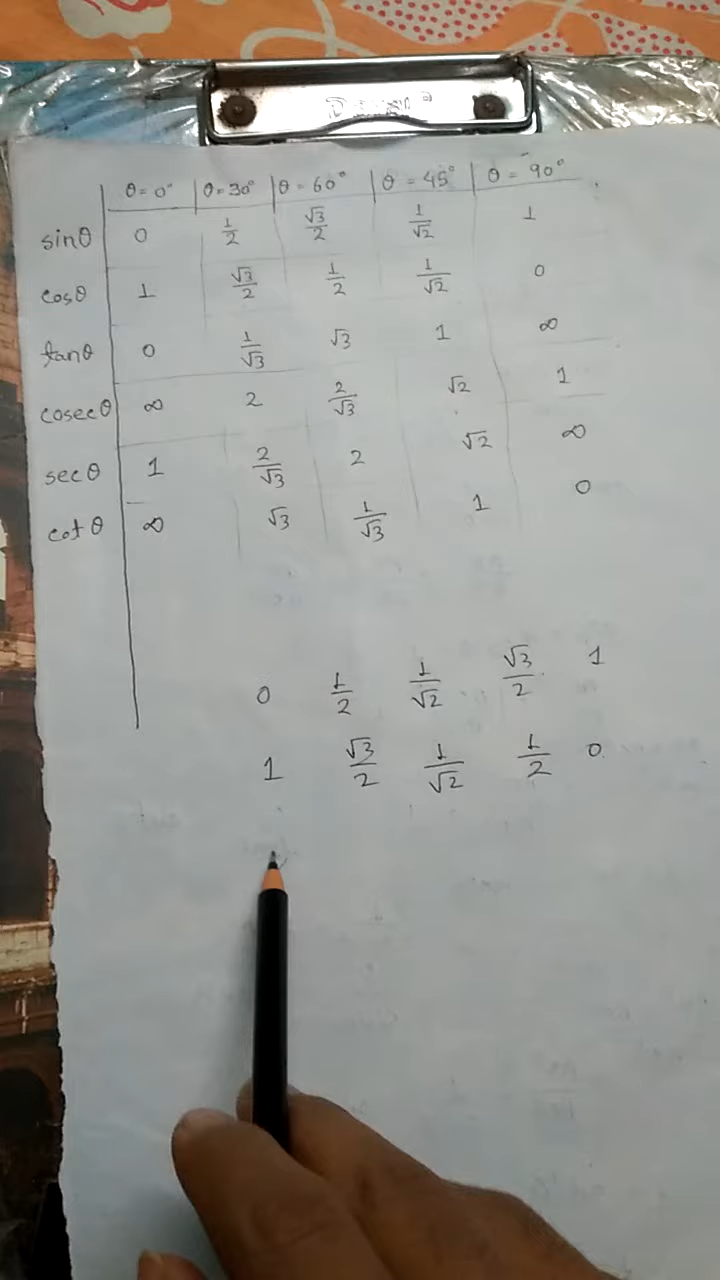 θ = 0° | θ = 30° | θ = 60° | θ = 45° | θ = 90°
sinθ 0 1/2 √3/2 1/√2 1
cosθ 1 √3/2 1/2 1/√2 0
tanθ 0 1/√3 √3 1 ∞
cosecθ ∞ 2 2/√3 √2 1
secθ 1 2/√3 2 √2 ∞
cotθ ∞ √3 1/√3 1 0
0 1/2 1/√2 √3/2 1
1 √3/2 1/√2 1/2 0